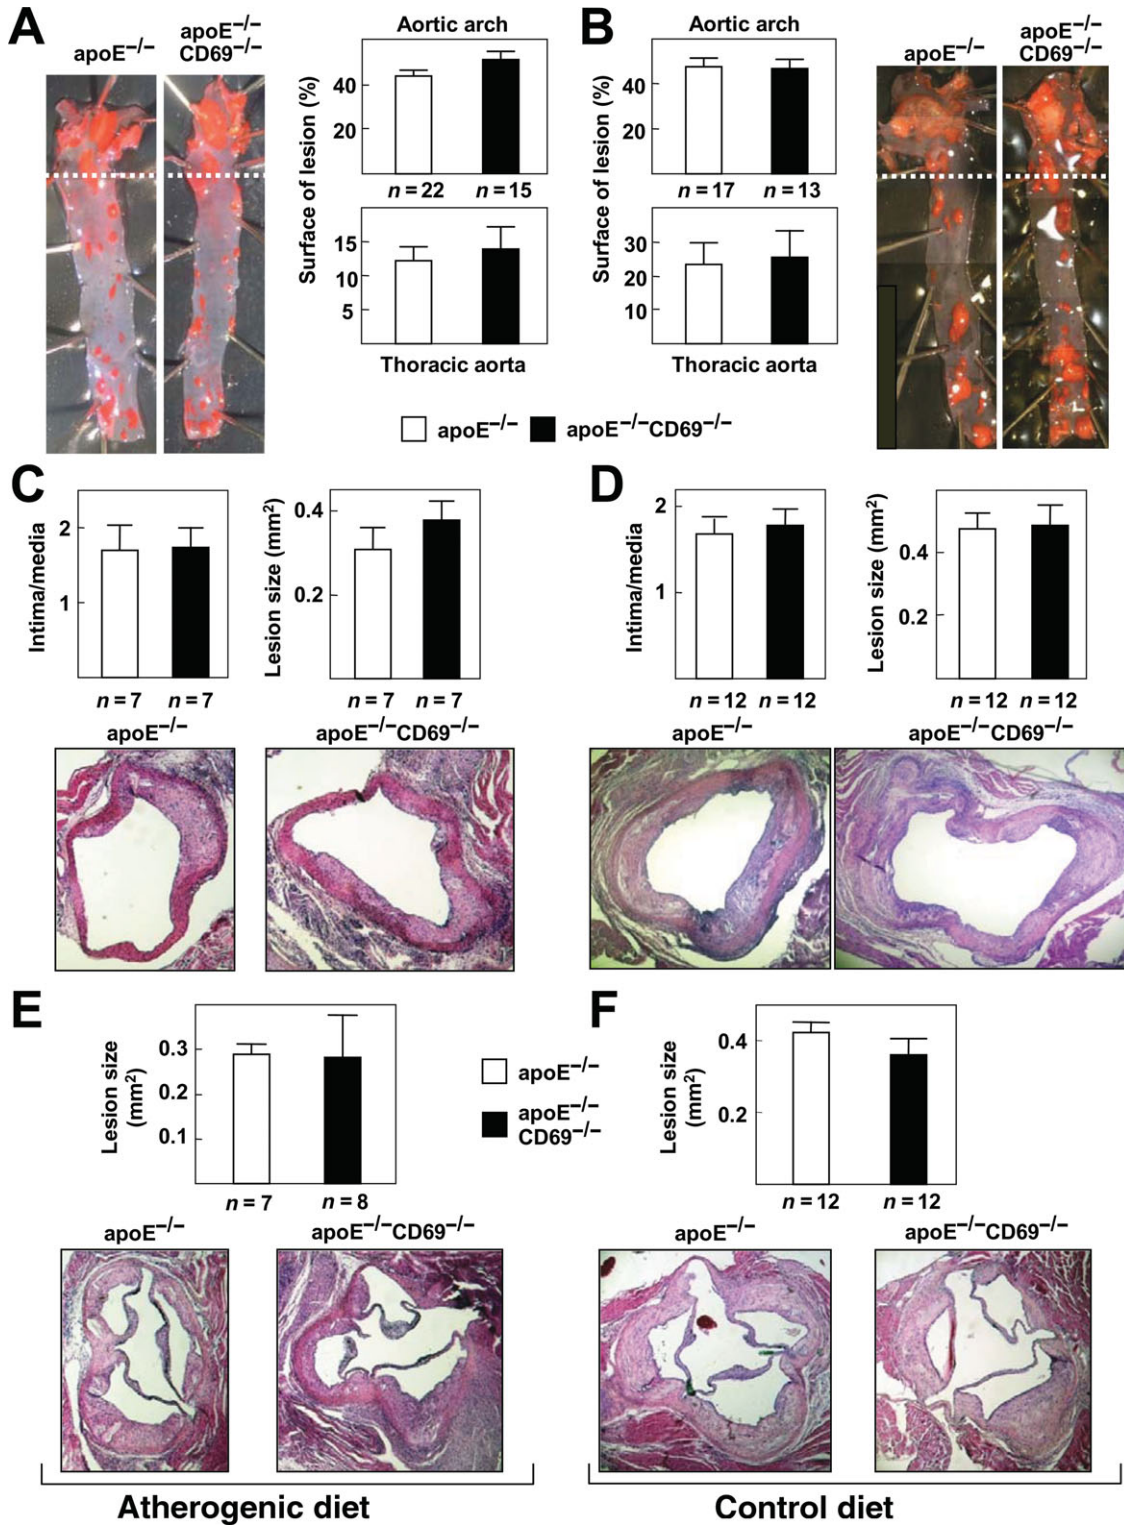 A
apoE−/−
apoE−/−
CD69−/−
Aortic arch
Surface of lesion (%)
40
20
n = 22 n = 15
15
10
5
Thoracic aorta
B
Aortic arch
Surface of lesion (%)
40
20
n = 17 n = 13
30
20
10
Thoracic aorta
apoE−/−
apoE−/−
CD69−/−
apoE−/− apoE−/−CD69−/−
C
Intima/media
2
1
n = 7 n = 7
Lesion size (mm2)
0.4
0.2
n = 7 n = 7
apoE−/− apoE−/−CD69−/−
D
Intima/media
2
1
n = 12 n = 12
Lesion size (mm2)
0.4
0.2
n = 12 n = 12
apoE−/− apoE−/−CD69−/−
E
Lesion size
(mm2)
0.3
0.2
0.1
n = 7 n = 8
apoE−/− apoE−/−CD69−/−
apoE−/−
apoE−/−
CD69−/−
F
Lesion size
(mm2)
0.4
0.2
n = 12 n = 12
apoE−/− apoE−/−CD69−/−
Atherogenic diet
Control diet